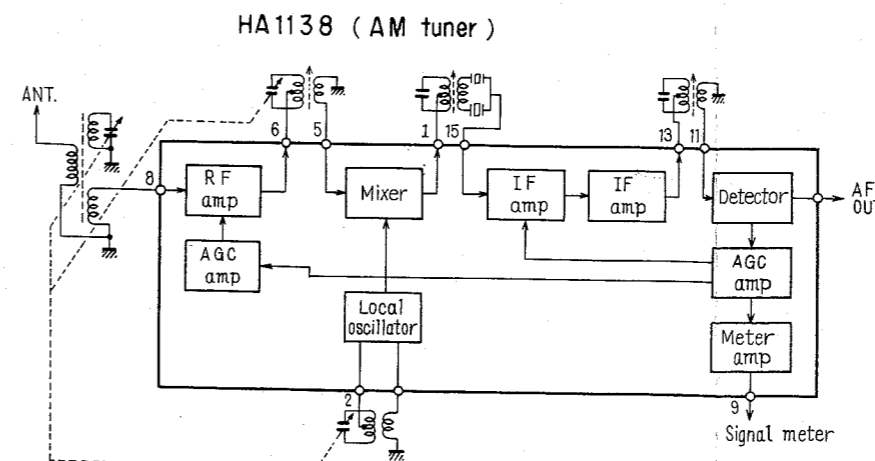 HA1138 ( AM tuner )
ANT.
6
5
1
15
13
11
8
RF
amp
Mixer
IF
amp
IF
amp
Detector
AF
OUT
AGC
amp
AGC
amp
Local
oscillator
Meter
amp
2
9
Signal meter